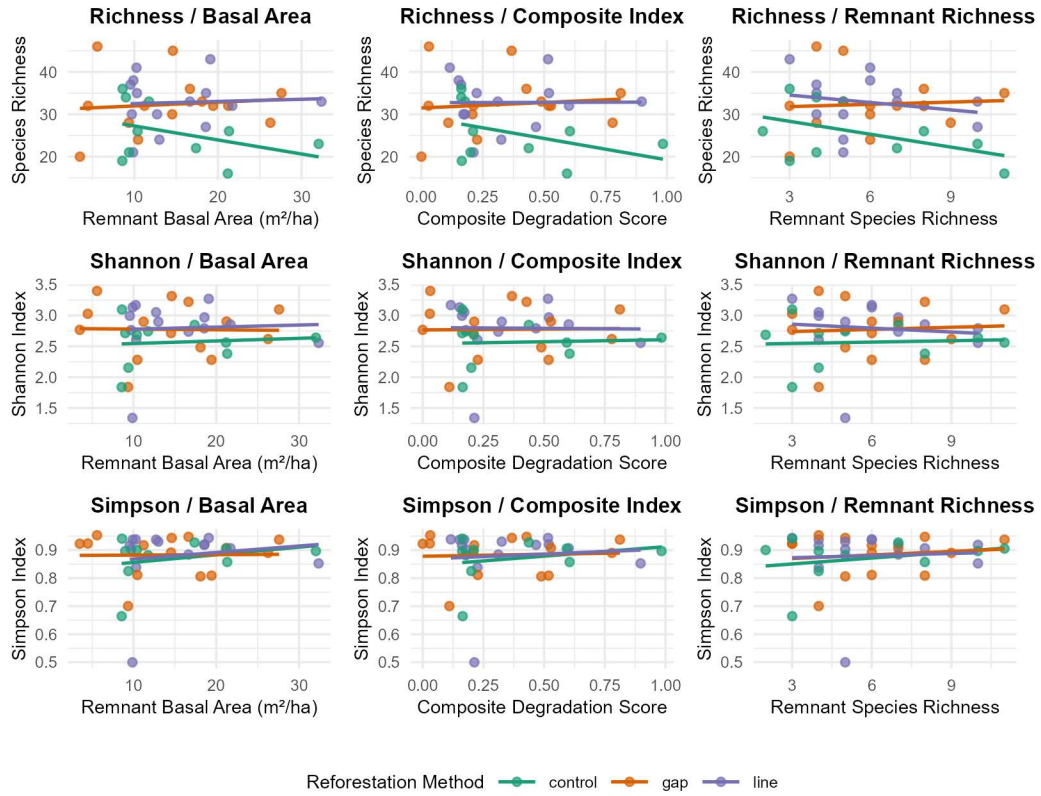 Richness / Basal Area
Richness / Composite Index
Richness / Remnant Richness
Species Richness
40
30
20
10 20 30
Remnant Basal Area (m²/ha)
Species Richness
40
30
20
0.00 0.25 0.50 0.75 1.00
Composite Degradation Score
Species Richness
40
30
20
3 6 9
Remnant Species Richness
Shannon / Basal Area
Shannon / Composite Index
Shannon / Remnant Richness
Shannon Index
3.5
3.0
2.5
2.0
1.5
10 20 30
Remnant Basal Area (m²/ha)
Shannon Index
3.5
3.0
2.5
2.0
1.5
0.00 0.25 0.50 0.75 1.00
Composite Degradation Score
Shannon Index
3.5
3.0
2.5
2.0
1.5
3 6 9
Remnant Species Richness
Simpson / Basal Area
Simpson / Composite Index
Simpson / Remnant Richness
Simpson Index
0.9
0.8
0.7
0.6
0.5
10 20 30
Remnant Basal Area (m²/ha)
Simpson Index
0.9
0.8
0.7
0.6
0.5
0.00 0.25 0.50 0.75 1.00
Composite Degradation Score
Simpson Index
0.9
0.8
0.7
0.6
0.5
3 6 9
Remnant Species Richness
Reforestation Method control gap line